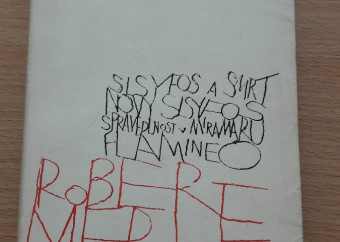 SISYFOS A SMRT
NOVÝ SISYFOS
SPRAVEDLNOST V MIRAMARU
FLAMINEO
ROBERT
MERLE